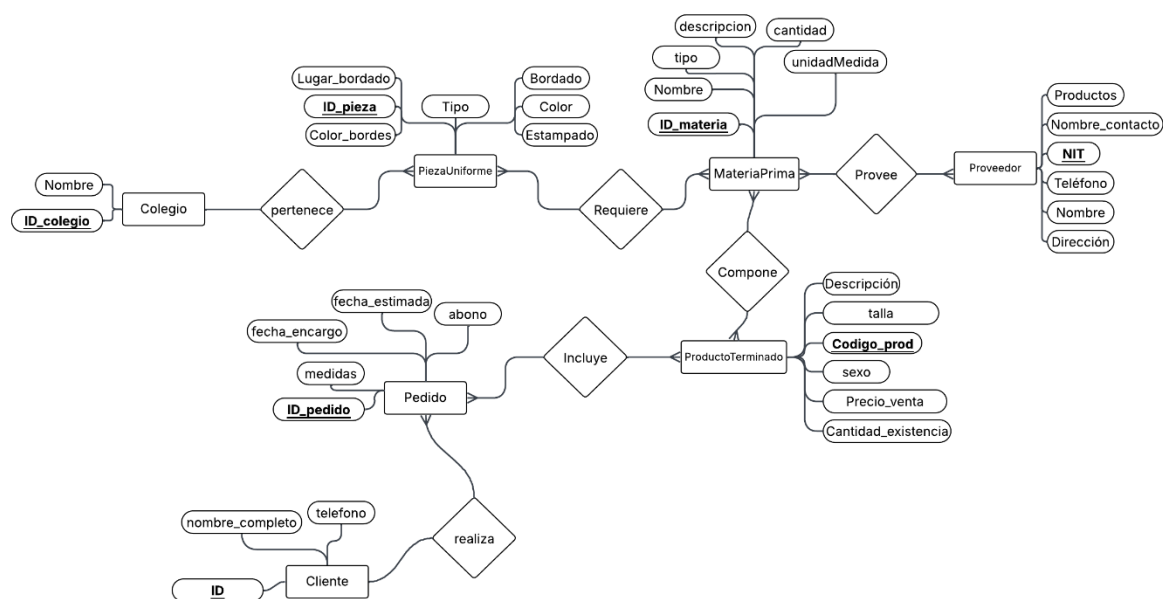 descripcion
cantidad
tipo
unidadMedida
Nombre
ID_materia
Lugar_bordado
ID_pieza
Color_bordes
Tipo
Bordado
Color
Estampado
Productos
Nombre_contacto
NIT
Teléfono
Nombre
Dirección
Nombre
ID_colegio
Colegio
pertenece
PiezaUniforme
Requiere
MateriaPrima
Provee
Proveedor
Compone
fecha_estimada
abono
fecha_encargo
medidas
ID_pedido
Pedido
Incluye
ProductoTerminado
Descripción
talla
Codigo_prod
sexo
Precio_venta
Cantidad_existencia
nombre_completo
telefono
ID
Cliente
realiza